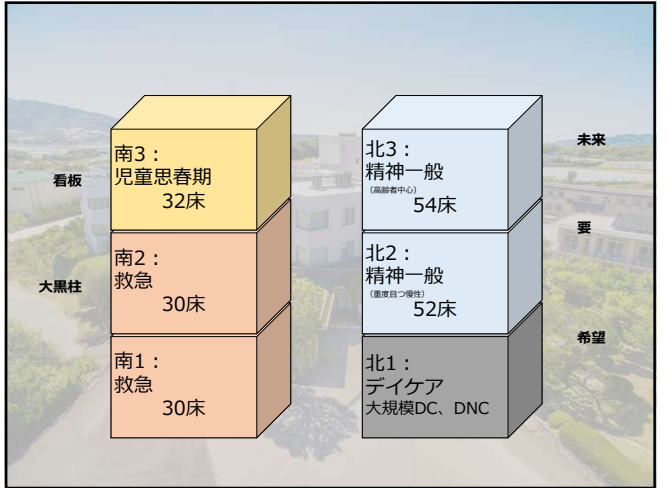 看板
大黒柱
南3：
児童思春期
32床
南2：
救急
30床
南1：
救急
30床
北3：
精神一般
（高齢者中心）
54床
北2：
精神一般
（重度且つ慢性）
52床
北1：
デイケア
大規模DC、DNC
未来
要
希望